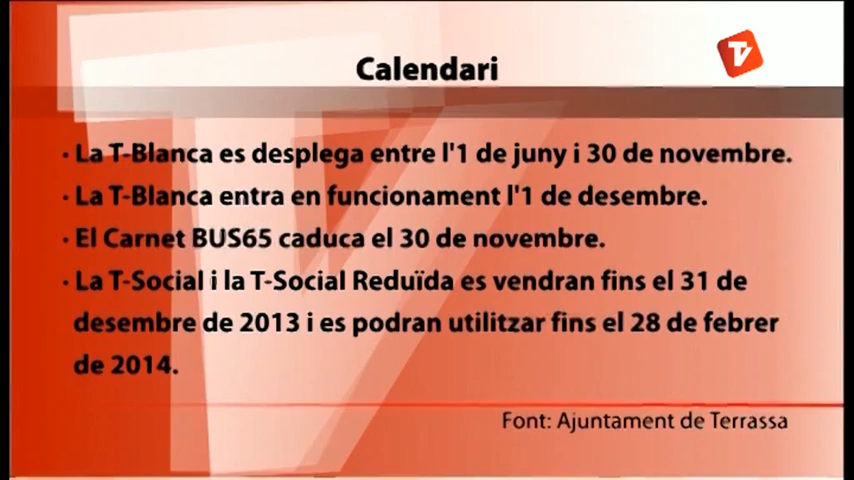 Calendari
TV
· La T-Blanca es desplega entre l'1 de juny i 30 de novembre.
· La T-Blanca entra en funcionament l'1 de desembre.
· El Carnet BUS65 caduca el 30 de novembre.
· La T-Social i la T-Social Reduïda es vendran fins el 31 de
desembre de 2013 i es podran utilitzar fins el 28 de febrer
de 2014.
Font: Ajuntament de Terrassa